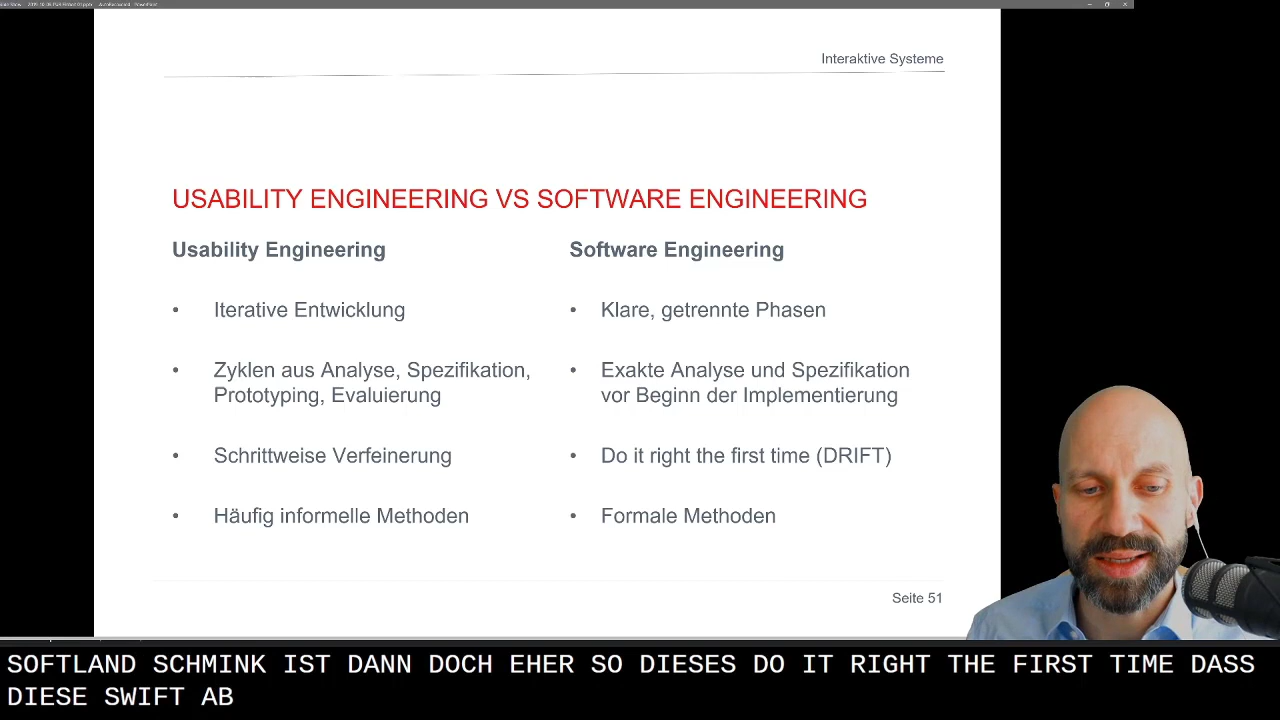 Interaktive Systeme
USABILITY ENGINEERING VS SOFTWARE ENGINEERING
Usability Engineering
• Iterative Entwicklung
• Zyklen aus Analyse, Spezifikation,
Prototyping, Evaluierung
• Schrittweise Verfeinerung
• Häufig informelle Methoden
Software Engineering
• Klare, getrennte Phasen
• Exakte Analyse und Spezifikation
vor Beginn der Implementierung
• Do it right the first time (DRIFT)
• Formale Methoden
Seite 51
SOFTLAND SCHMINK IST DANN DOCH EHER SO DIESES DO IT RIGHT THE FIRST TIME DASS
DIESE SWIFT AB